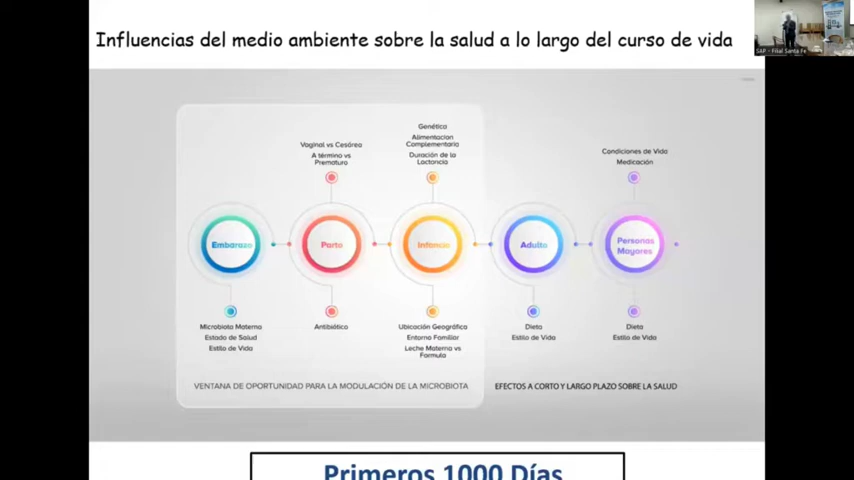 Influencias del medio ambiente sobre la salud a lo largo del curso de vida
SAP - Filial Santa Fe
Vaginal vs Cesárea
A término vs
Prematuro
Genética
Alimentacion
Complementaria
Duración de la
Lactancia
Condiciones de Vida
Medicación
Embarazo
Parto
Infancia
Adulto
Personas
Mayores
Microbiota Materna
Estado de Salud
Estilo de Vida
Antibiótico
Ubicación Geográfica
Entorno Familiar
Leche Materna vs
Formula
Dieta
Estilo de Vida
Dieta
Estilo de Vida
VENTANA DE OPORTUNIDAD PARA LA MODULACIÓN DE LA MICROBIOTA
EFECTOS A CORTO Y LARGO PLAZO SOBRE LA SALUD
Primeros 1000 Días